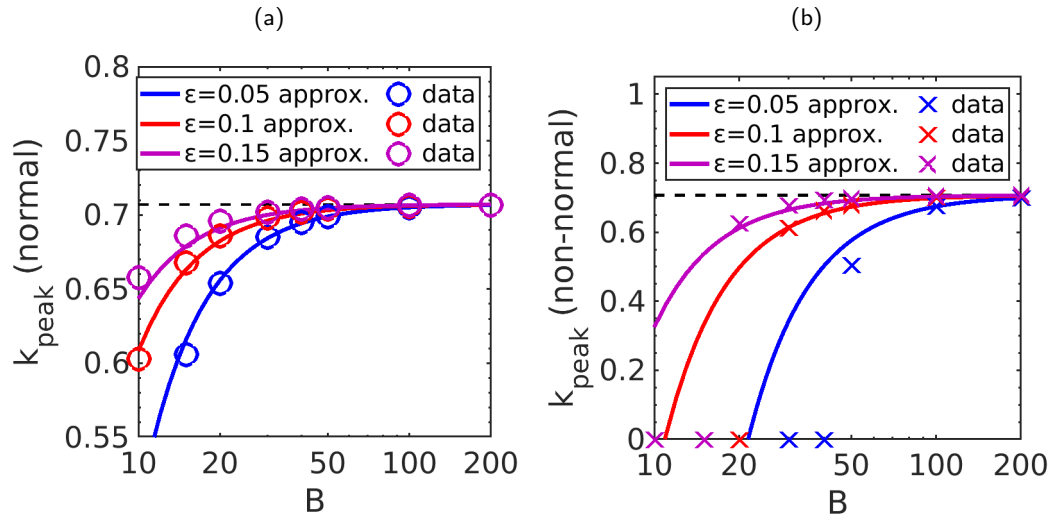 (a)
(b)
ε=0.05 approx. data
ε=0.1 approx. data
ε=0.15 approx. data
0.8
0.75
0.7
0.65
0.6
0.55
10 20 50 100 200
k_peak (normal)
B
ε=0.05 approx. data
ε=0.1 approx. data
ε=0.15 approx. data
1
0.8
0.6
0.4
0.2
0
10 20 50 100 200
k_peak (non-normal)
B